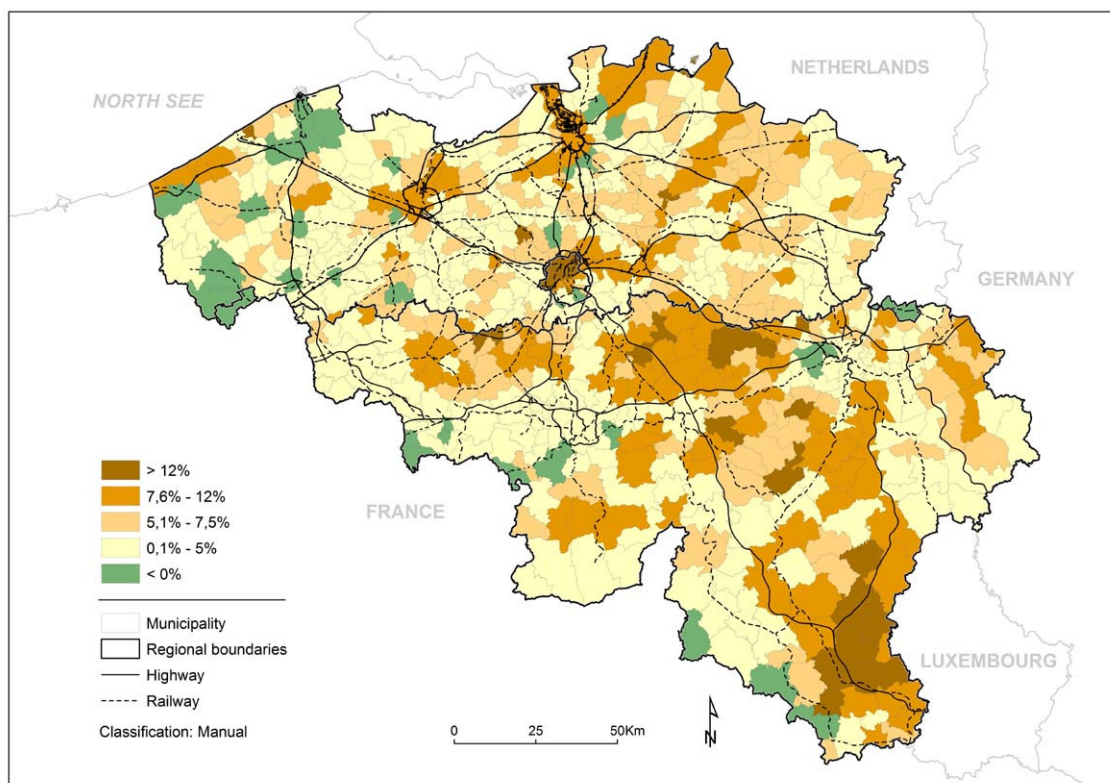 NETHERLANDS
NORTH SEE
GERMANY
FRANCE
LUXEMBOURG
> 12%
7,6% - 12%
5,1% - 7,5%
0,1% - 5%
< 0%
Municipality
Regional boundaries
Highway
Railway
Classification: Manual
0 25 50Km
N